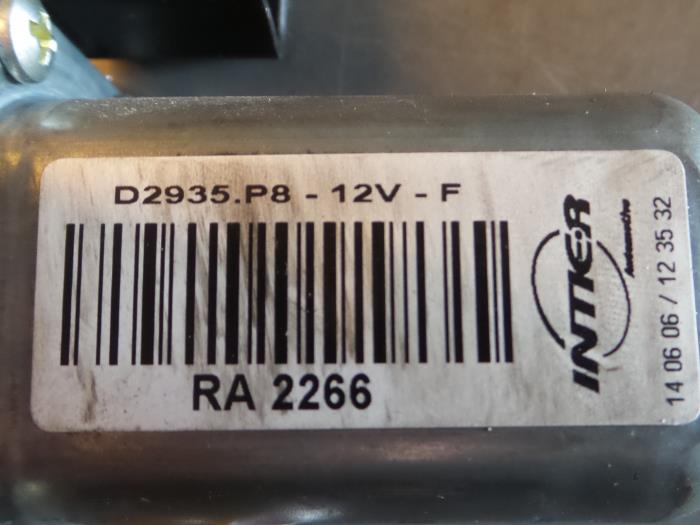 D2935.P8 - 12V - F
RA 2266
INTIER
Automotive
14 06 06 / 12 35 32